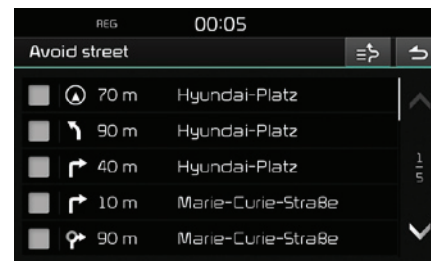 REG 00:05
Avoid street
70 m Hyundai-Platz
90 m Hyundai-Platz
40 m Hyundai-Platz
10 m Marie-Curie-Straße
90 m Marie-Curie-Straße
1
5